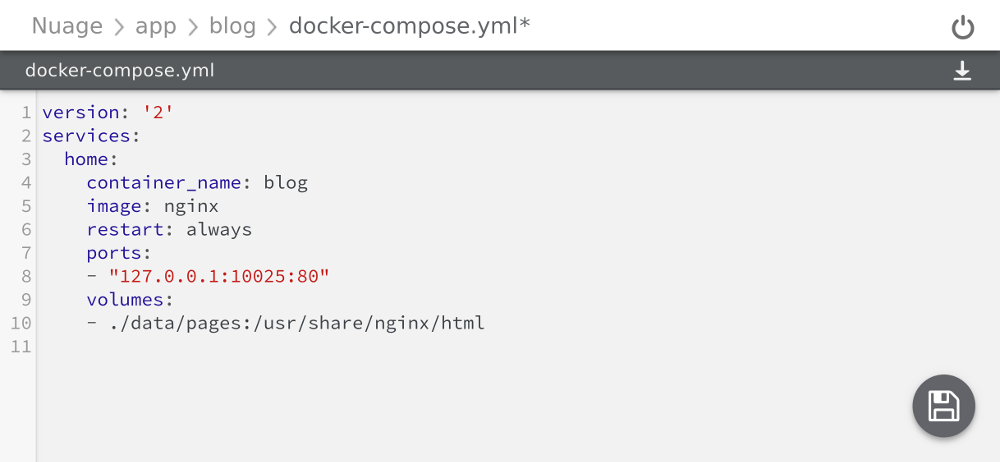 Nuage > app > blog > docker-compose.yml*
docker-compose.yml
1 version: '2'
2 services:
3   home:
4     container_name: blog
5     image: nginx
6     restart: always
7     ports:
8     - "127.0.0.1:10025:80"
9     volumes:
10     - ./data/pages:/usr/share/nginx/html
11